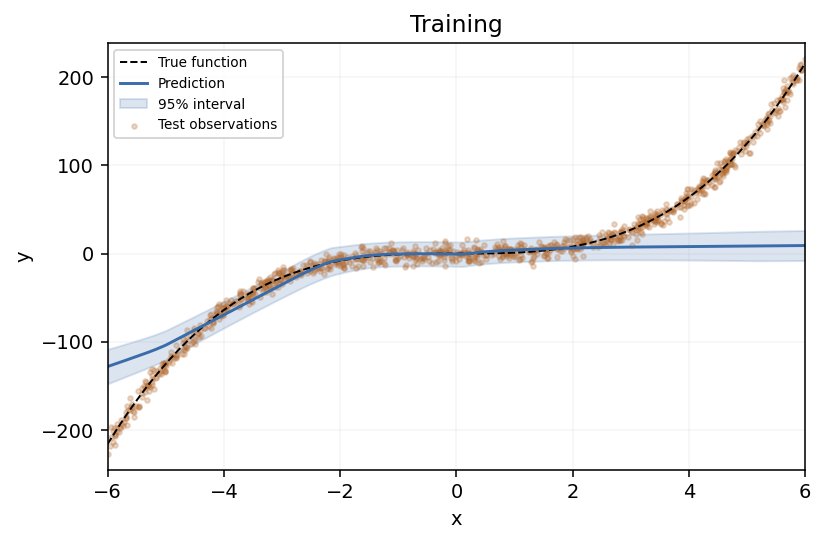 Training
True function
Prediction
95% interval
Test observations
200
100
0
−100
−200
y
−6
−4
−2
0
2
4
6
x